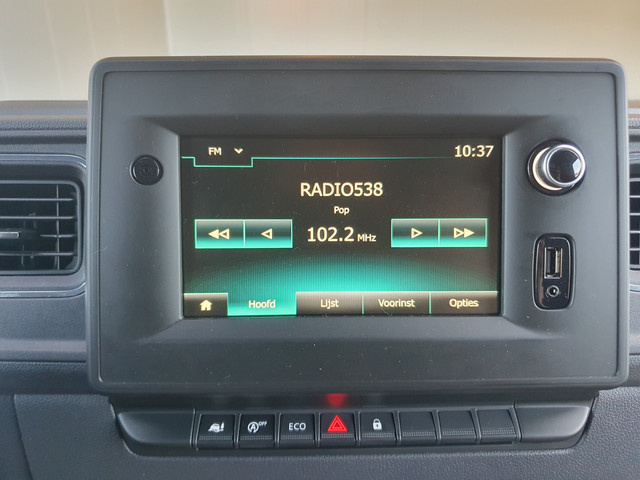 FM 10:37
RADIO538
Pop
102.2 MHz
Hoofd Lijst Voorinst Opties
OFF ECO